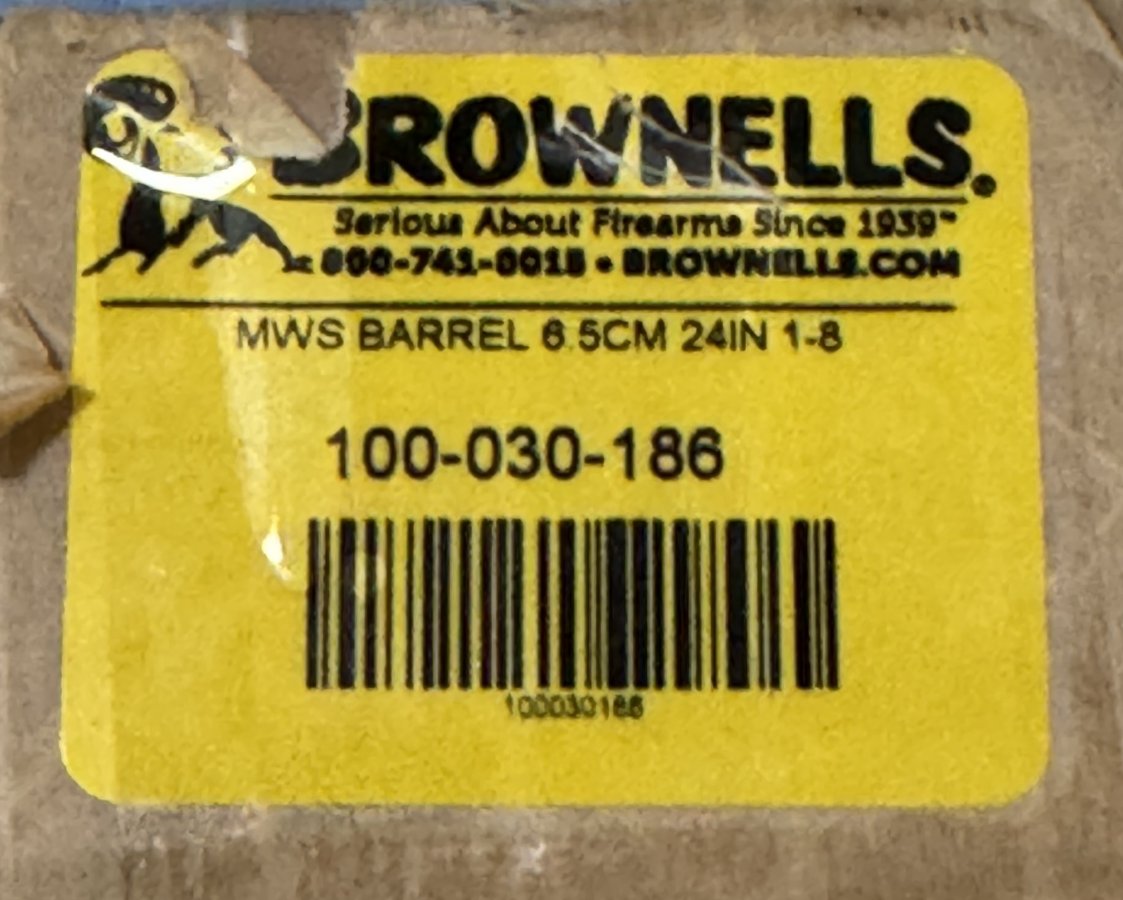 BROWNELLS®
Serious About Firearms Since 1939™
800-741-0015 • BROWNELLS.COM
MWS BARREL 6.5CM 24IN 1-8
100-030-186
100030186